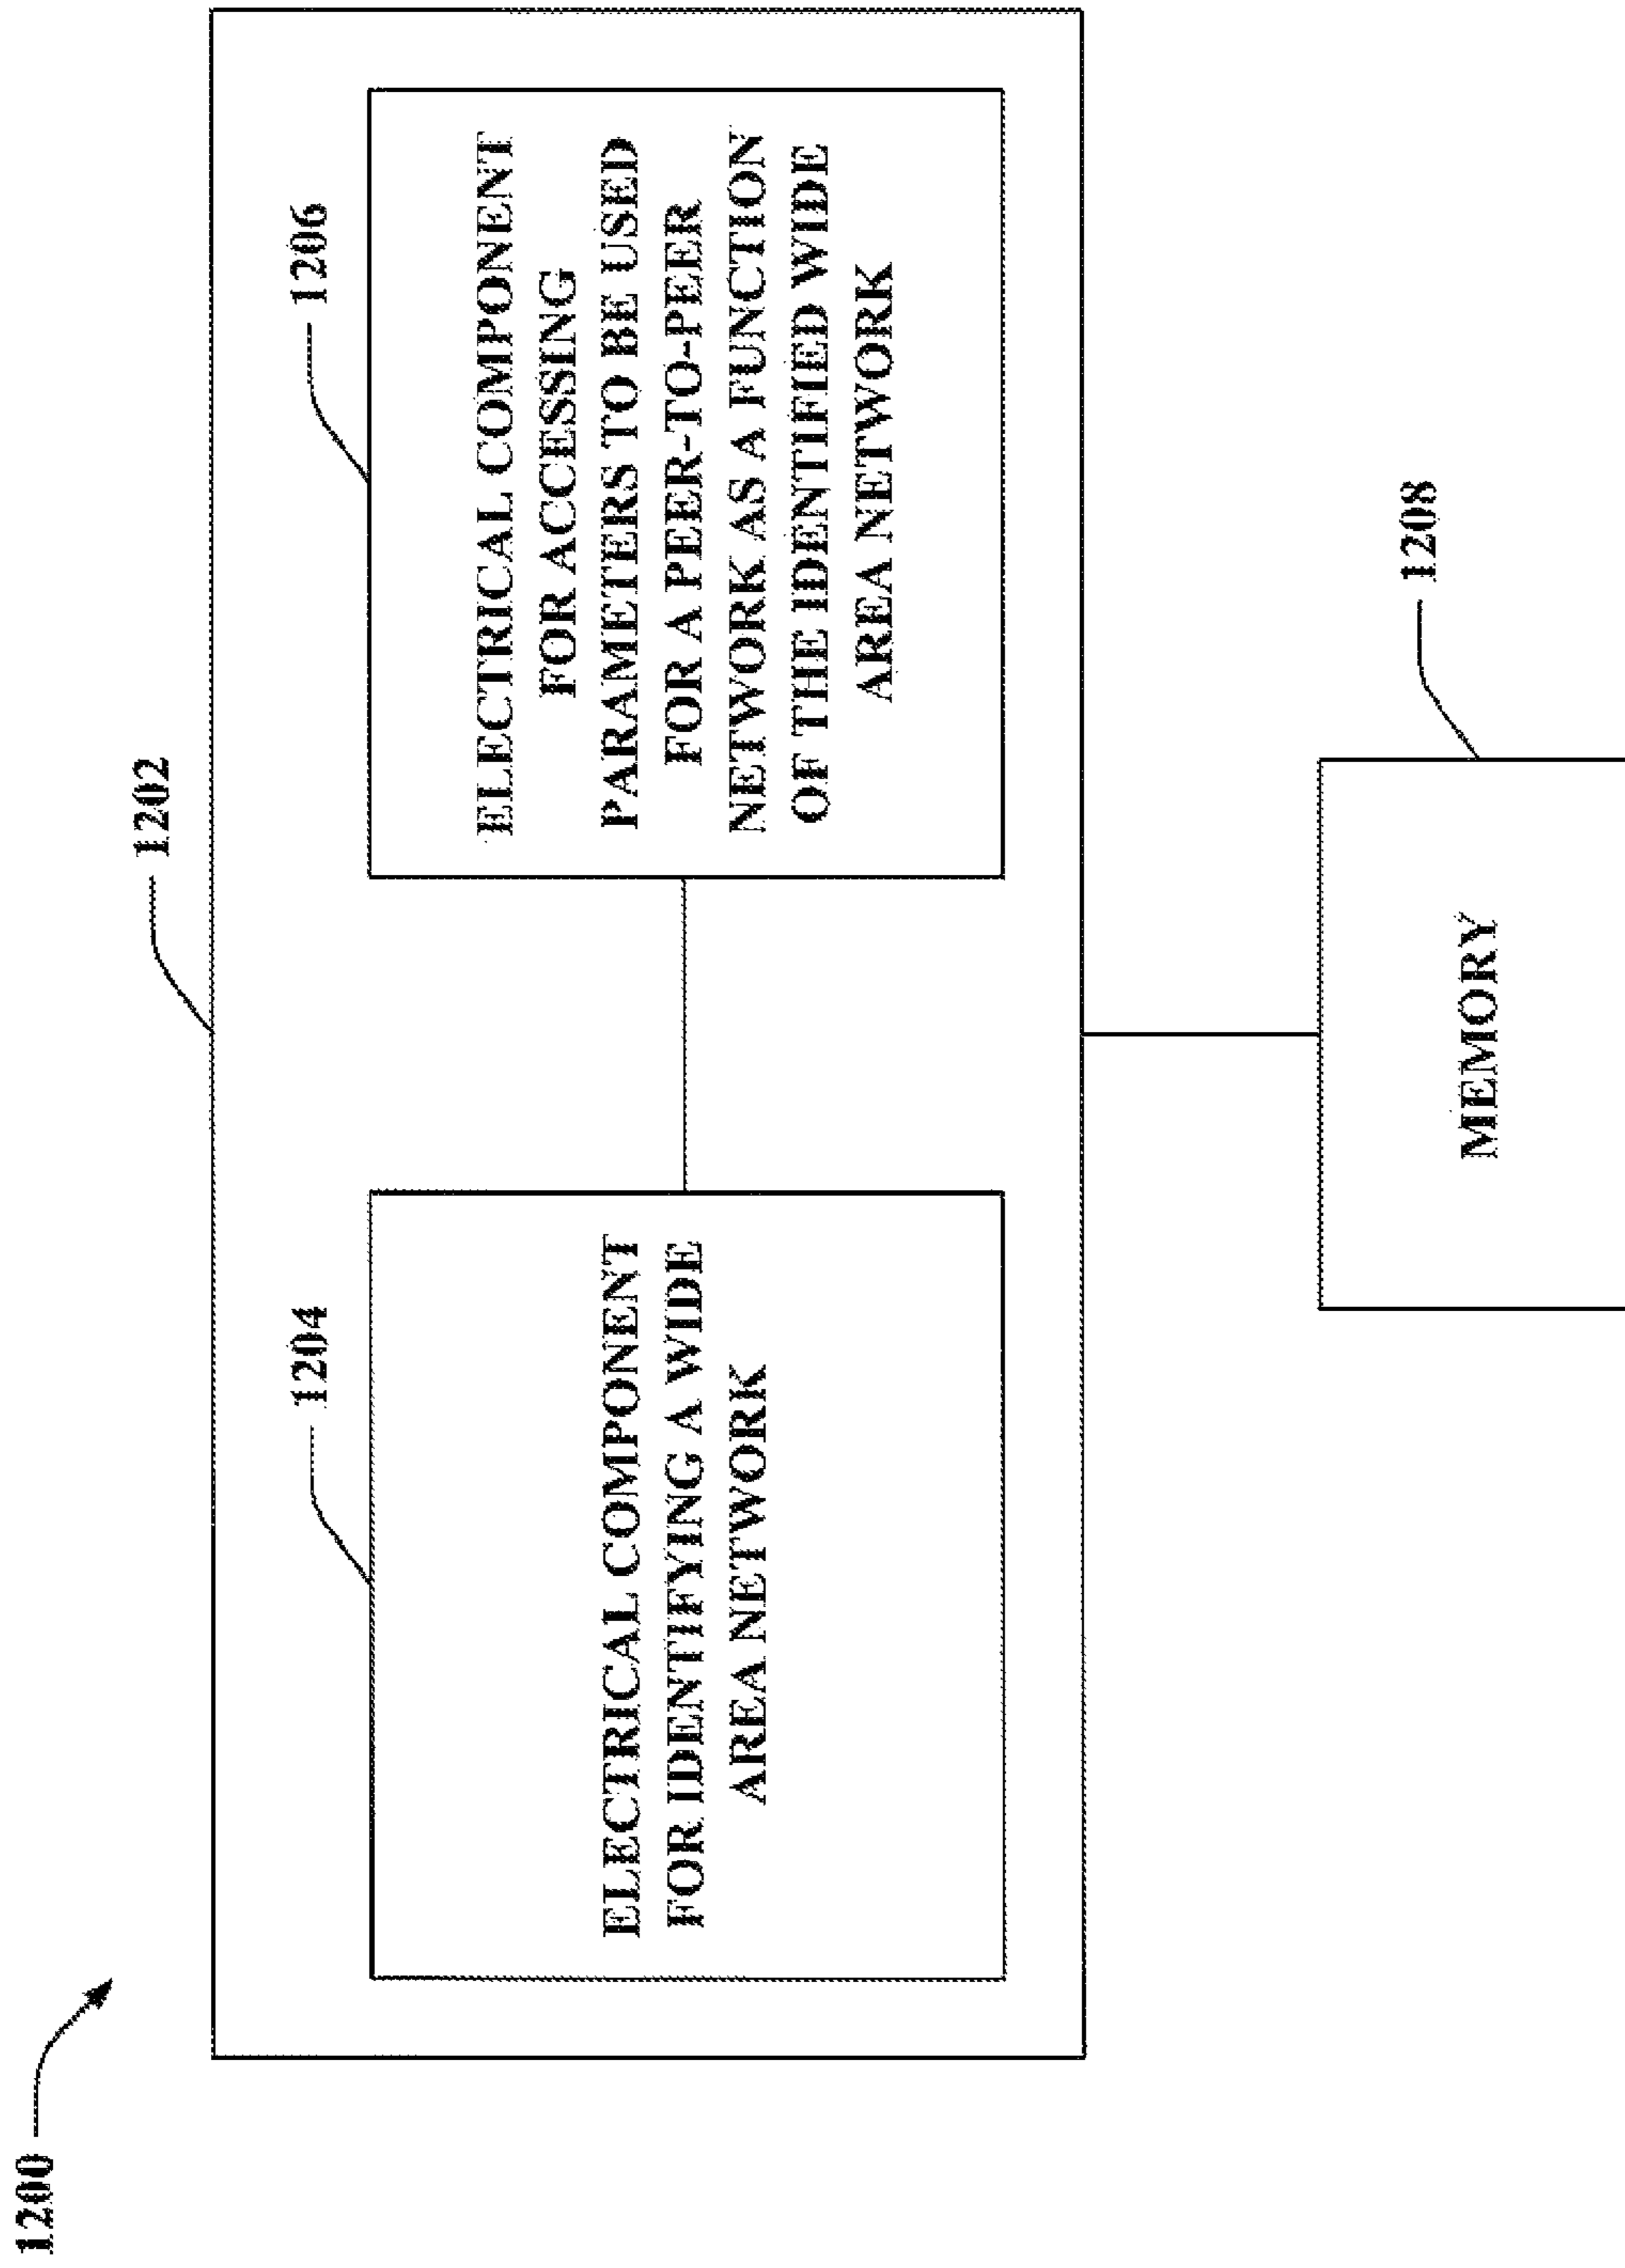 1200
1202
1204
ELECTRICAL COMPONENT
FOR IDENTIFYING A WIDE
AREA NETWORK
1206
ELECTRICAL COMPONENT
FOR ACCESSING
PARAMETERS TO BE USED
FOR A PEER-TO-PEER
NETWORK AS A FUNCTION
OF THE IDENTIFIED WIDE
AREA NETWORK
1208
MEMORY